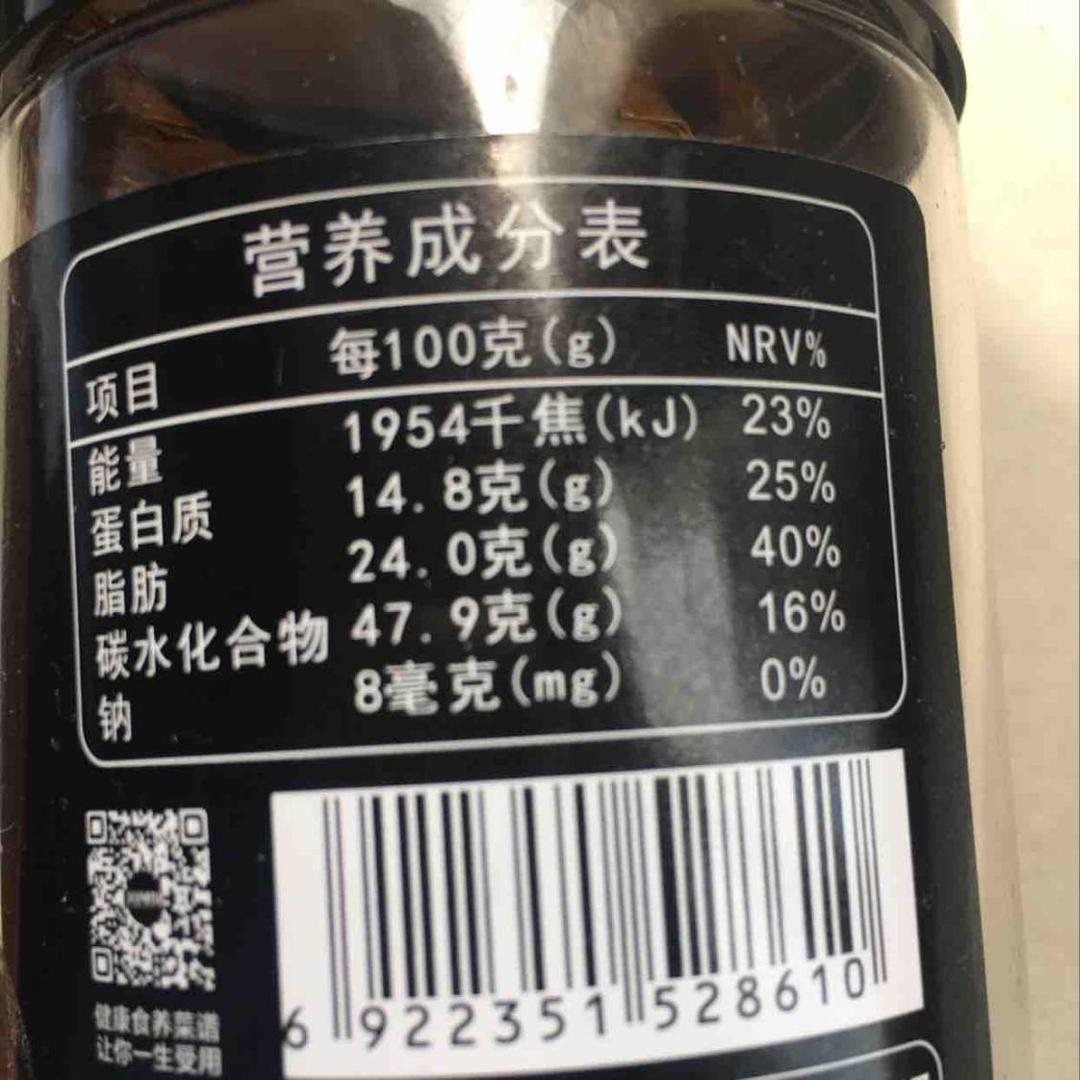 营养成分表
项目 每100克(g) NRV%
能量 1954千焦(kJ) 23%
蛋白质 14.8克(g) 25%
脂肪 24.0克(g) 40%
碳水化合物 47.9克(g) 16%
钠 8毫克(mg) 0%
6 922351 528610
健康食养菜谱
让你一生受用